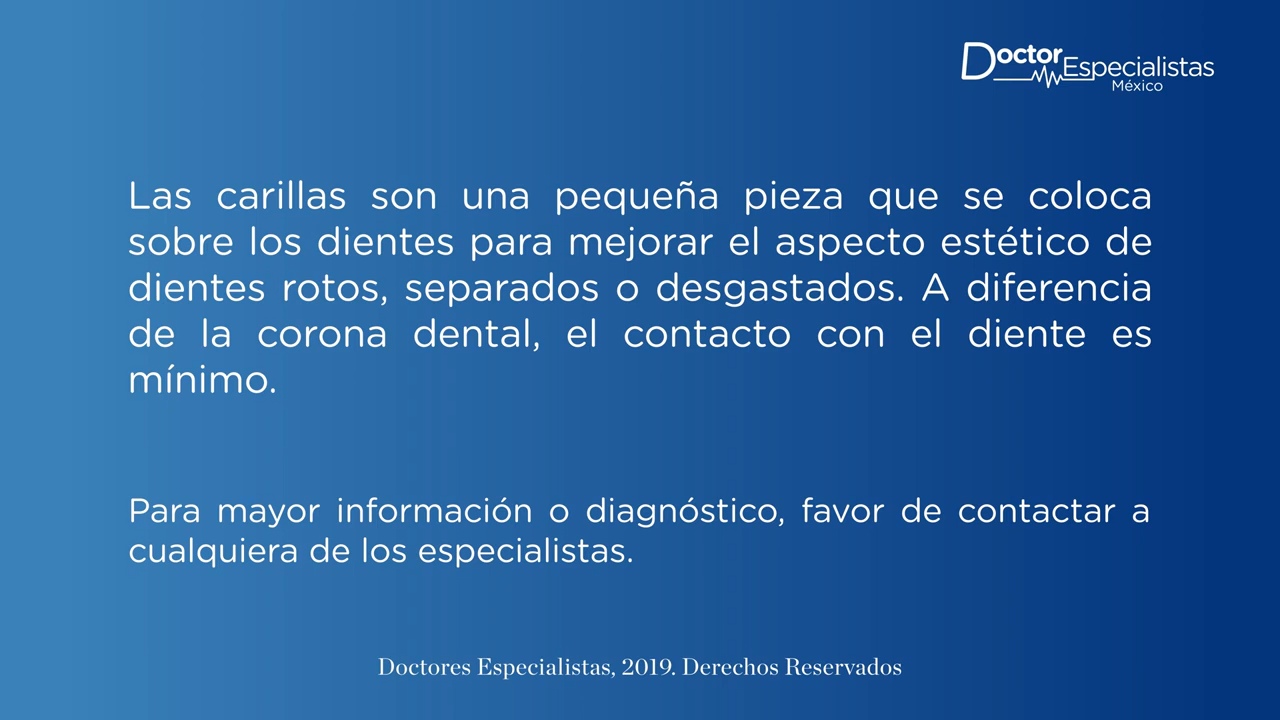 Doctor Especialistas
México
Las carillas son una pequeña pieza que se coloca
sobre los dientes para mejorar el aspecto estético de
dientes rotos, separados o desgastados. A diferencia
de la corona dental, el contacto con el diente es
mínimo.
Para mayor información o diagnóstico, favor de contactar a
cualquiera de los especialistas.
Doctores Especialistas, 2019. Derechos Reservados